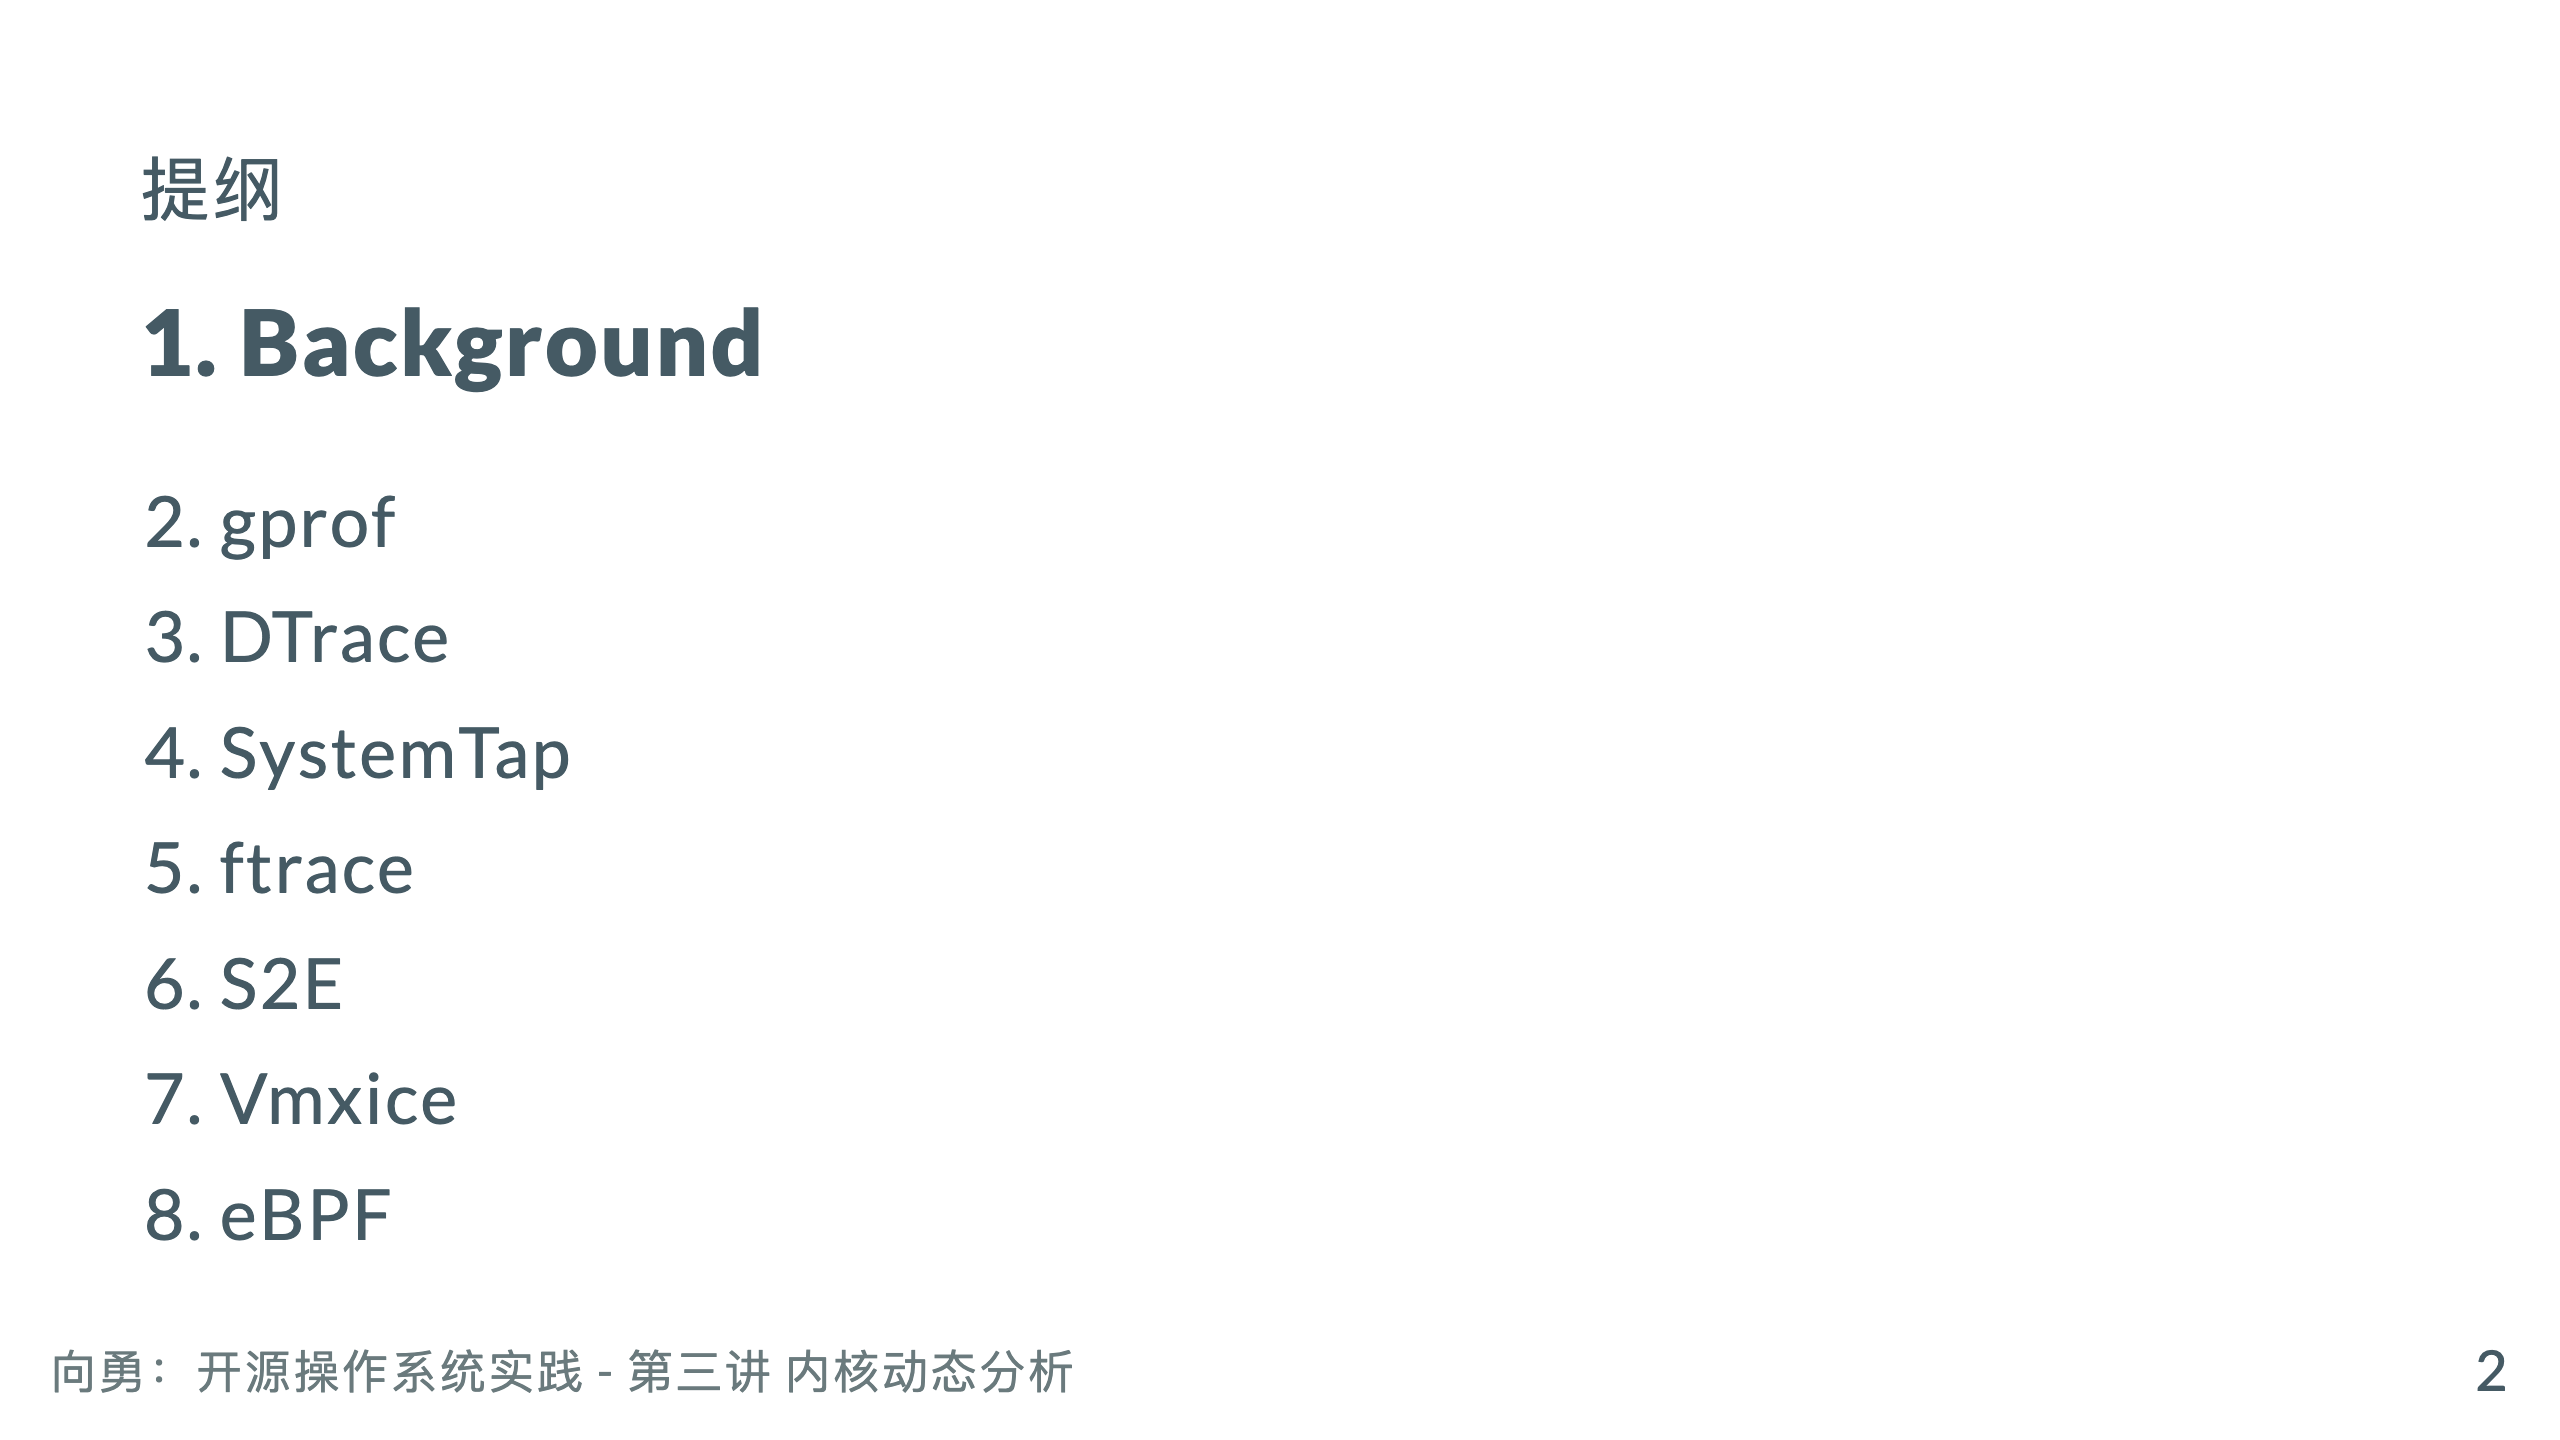 提纲
1. Background
2. gprof
3. DTrace
4. SystemTap
5. ftrace
6. S2E
7. Vmxice
8. eBPF
向勇：开源操作系统实践 - 第三讲 内核动态分析
2